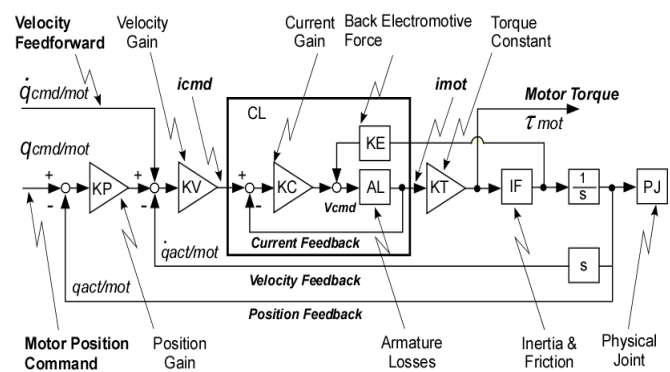 Velocity
Feedforward
Velocity
Gain
Current
Gain
Back Electromotive
Force
Torque
Constant
q̇cmd/mot
icmd
CL
imot
Motor Torque
τmot
qcmd/mot
KE
+
-
KP
+
-
KV
+
-
KC
Vcmd
AL
KT
IF
1
s
PJ
Current Feedback
q̇act/mot
s
Velocity Feedback
qact/mot
Position Feedback
Motor Position
Command
Position
Gain
Armature
Losses
Inertia &
Friction
Physical
Joint